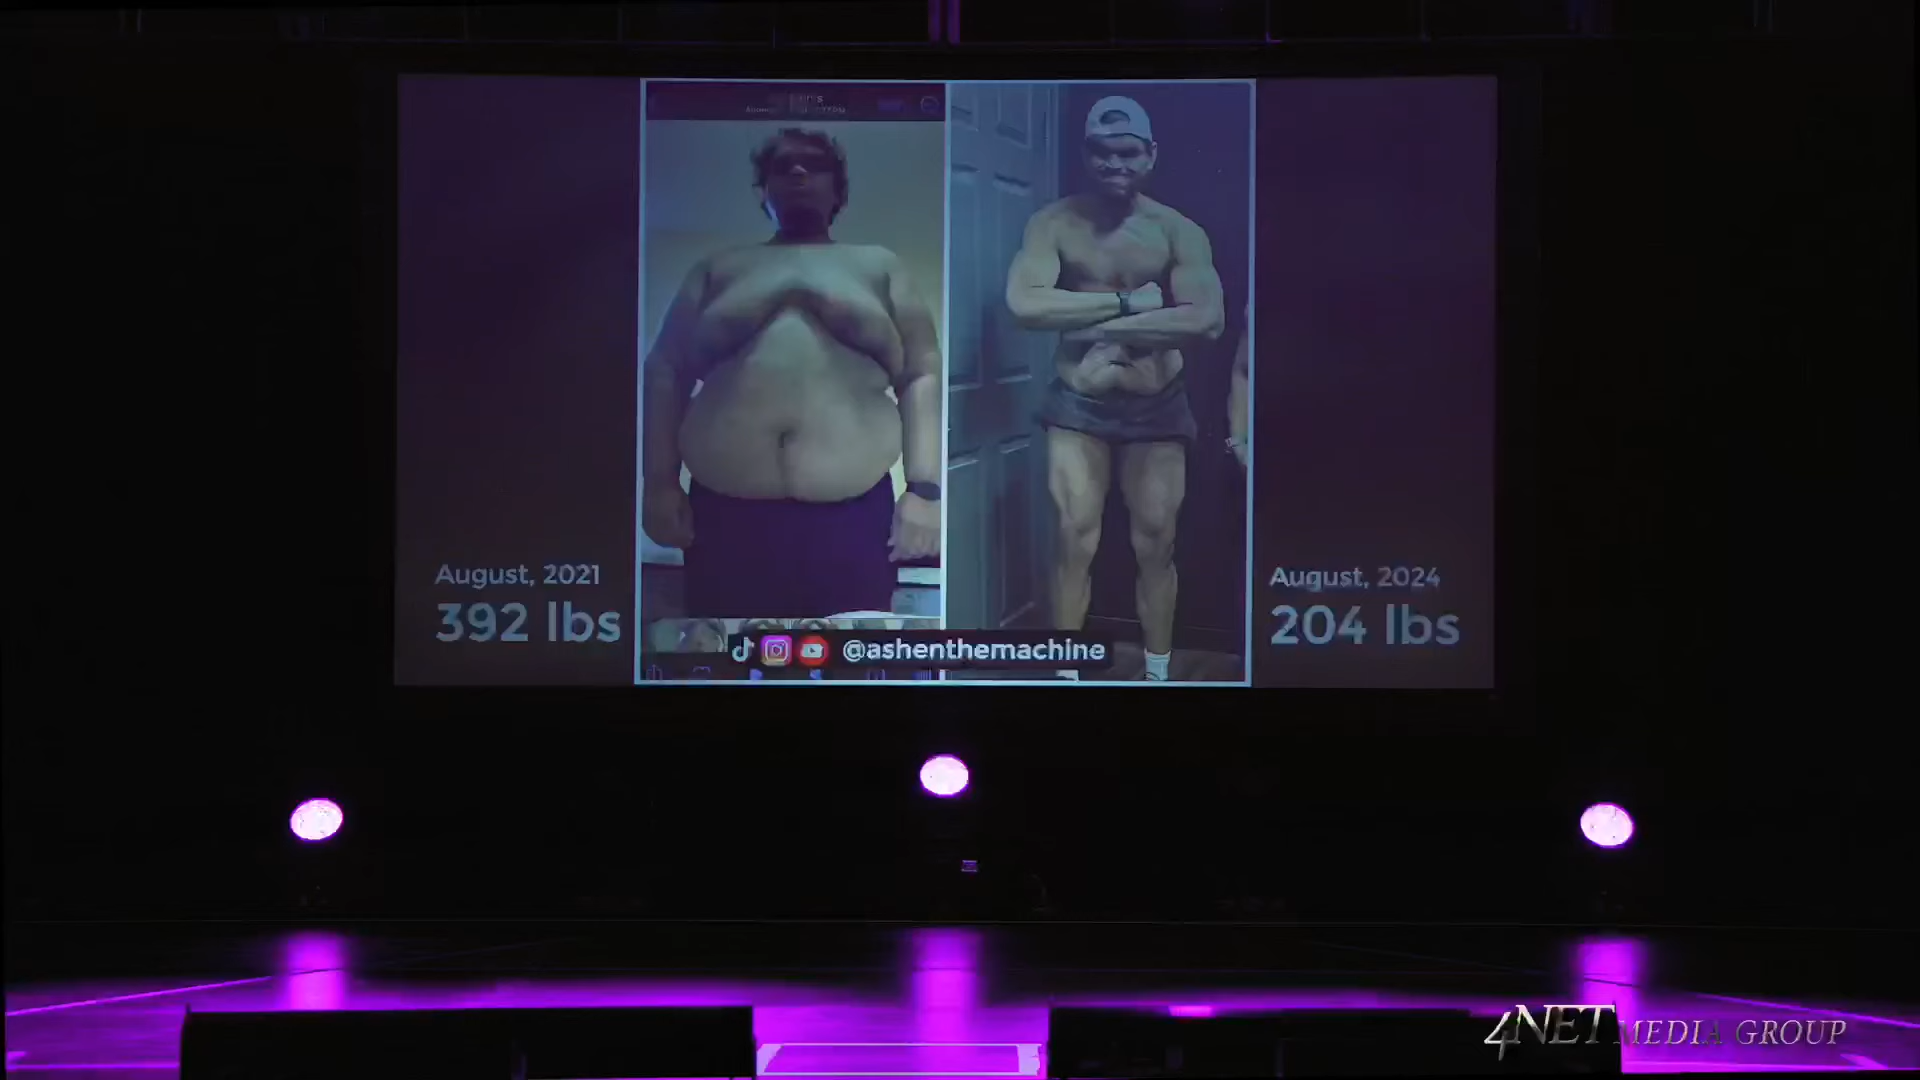 August, 2021
392 lbs
@ashenthemachine
August, 2024
204 lbs
4NET MEDIA GROUP